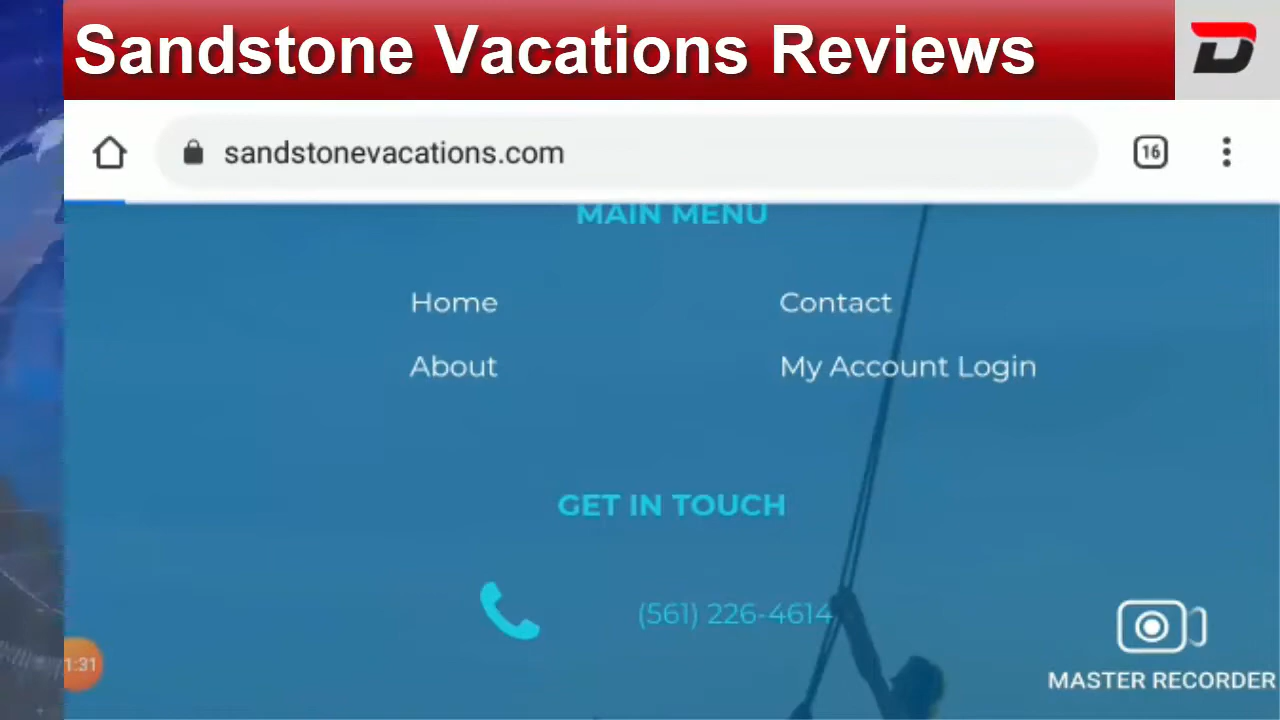 Sandstone Vacations Reviews
sandstonevacations.com
16
MAIN MENU
Home
Contact
About
My Account Login
GET IN TOUCH
(561) 226-4614
1:31
MASTER RECORDER